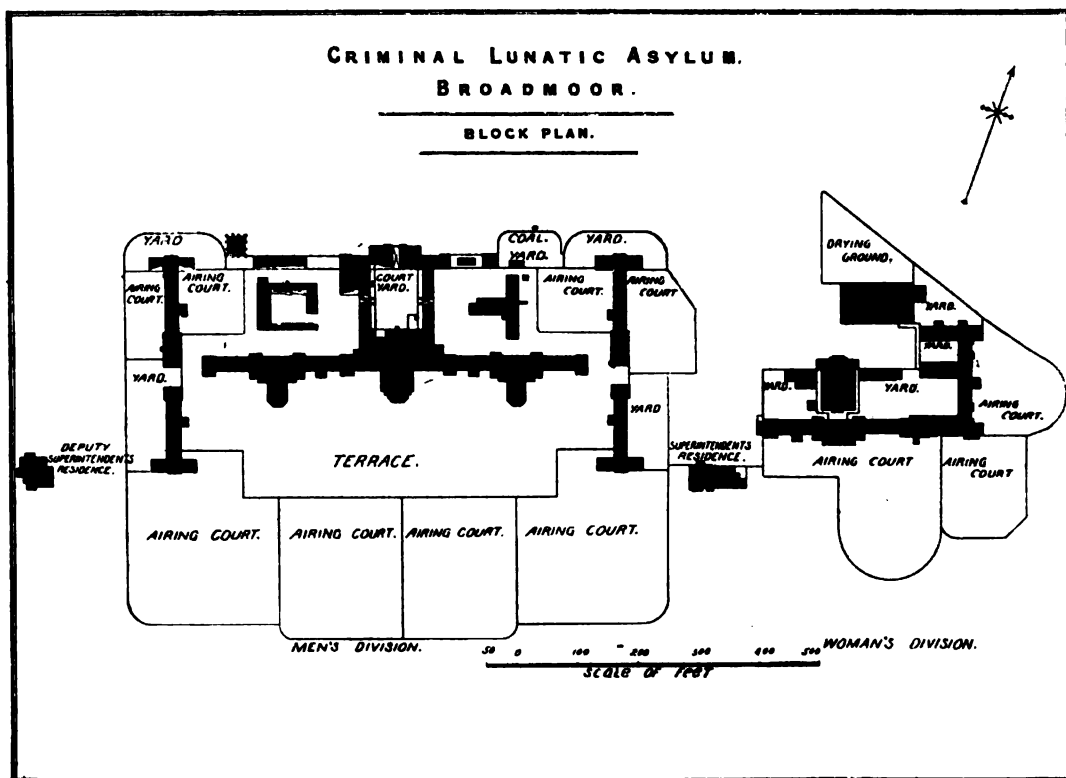 CRIMINAL LUNATIC ASYLUM.
BROADMOOR.
BLOCK PLAN.
YARD
COAL.
YARD.
YARD.
AIRING
COURT.
AIRING
COURT.
COURT
YARD.
AIRING
COURT.
AIRING
COURT
DRYING
GROUND.
YARD.
YARD.
YARD.
YARD
YARD.
YARD.
AIRING
COURT.
DEPUTY
SUPERINTENDENTS
RESIDENCE.
TERRACE.
SUPERINTENDENTS
RESIDENCE.
AIRING COURT
AIRING
COURT
AIRING COURT.
AIRING COURT.
AIRING COURT.
AIRING COURT.
MEN'S DIVISION.
WOMAN'S DIVISION.
50 0 100 200 300 400 500
Scale of Feet